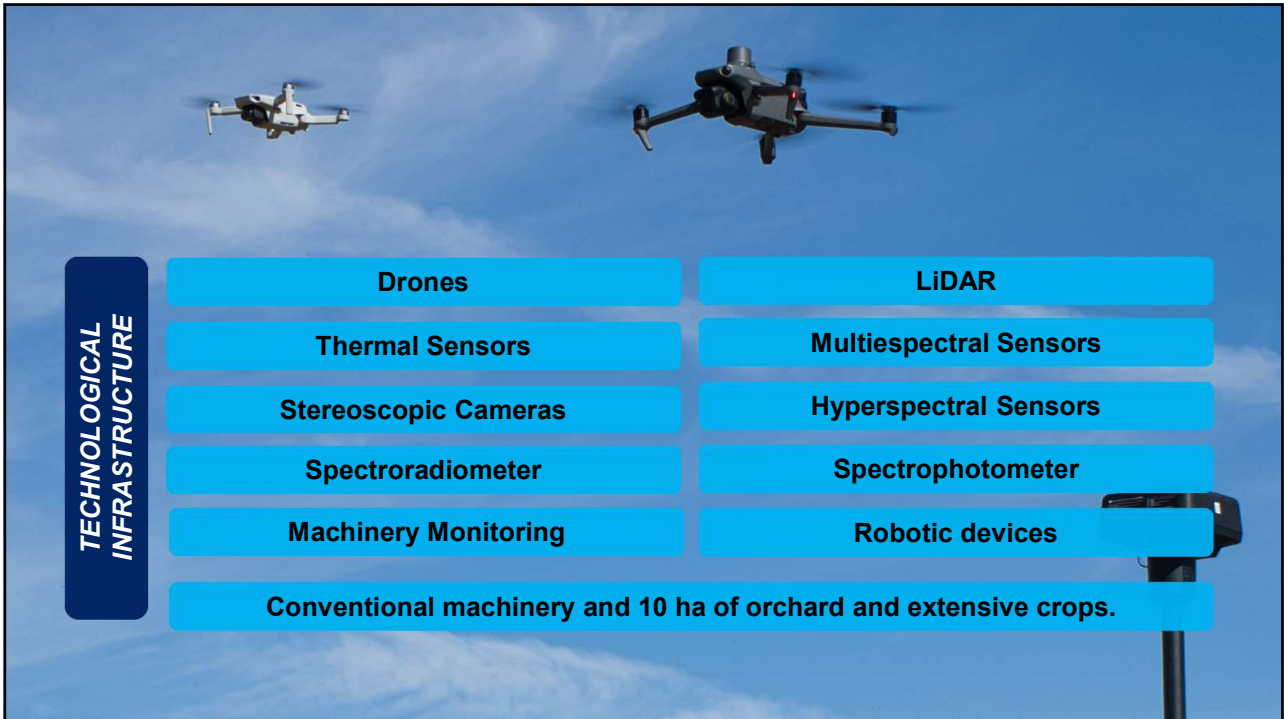 TECHNOLOGICAL
INFRASTRUCTURE
Drones
LiDAR
Thermal Sensors
Multiespectral Sensors
Stereoscopic Cameras
Hyperspectral Sensors
Spectroradiometer
Spectrophotometer
Machinery Monitoring
Robotic devices
Conventional machinery and 10 ha of orchard and extensive crops.